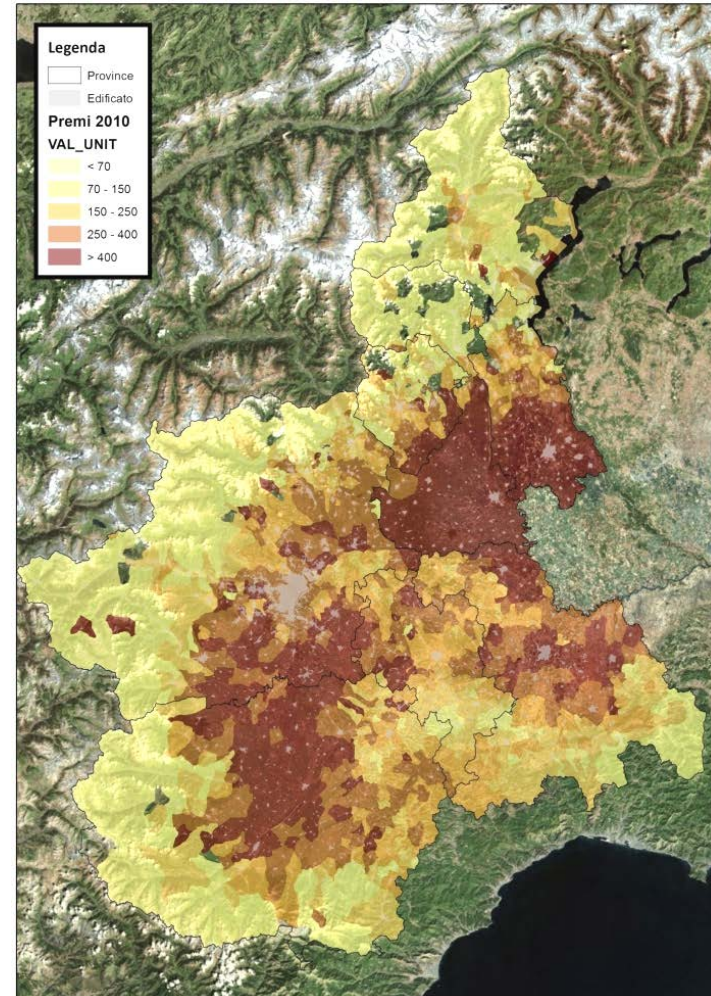 Legenda
Province
Edificato
Premi 2010
VAL_UNIT
< 70
70 - 150
150 - 250
250 - 400
> 400